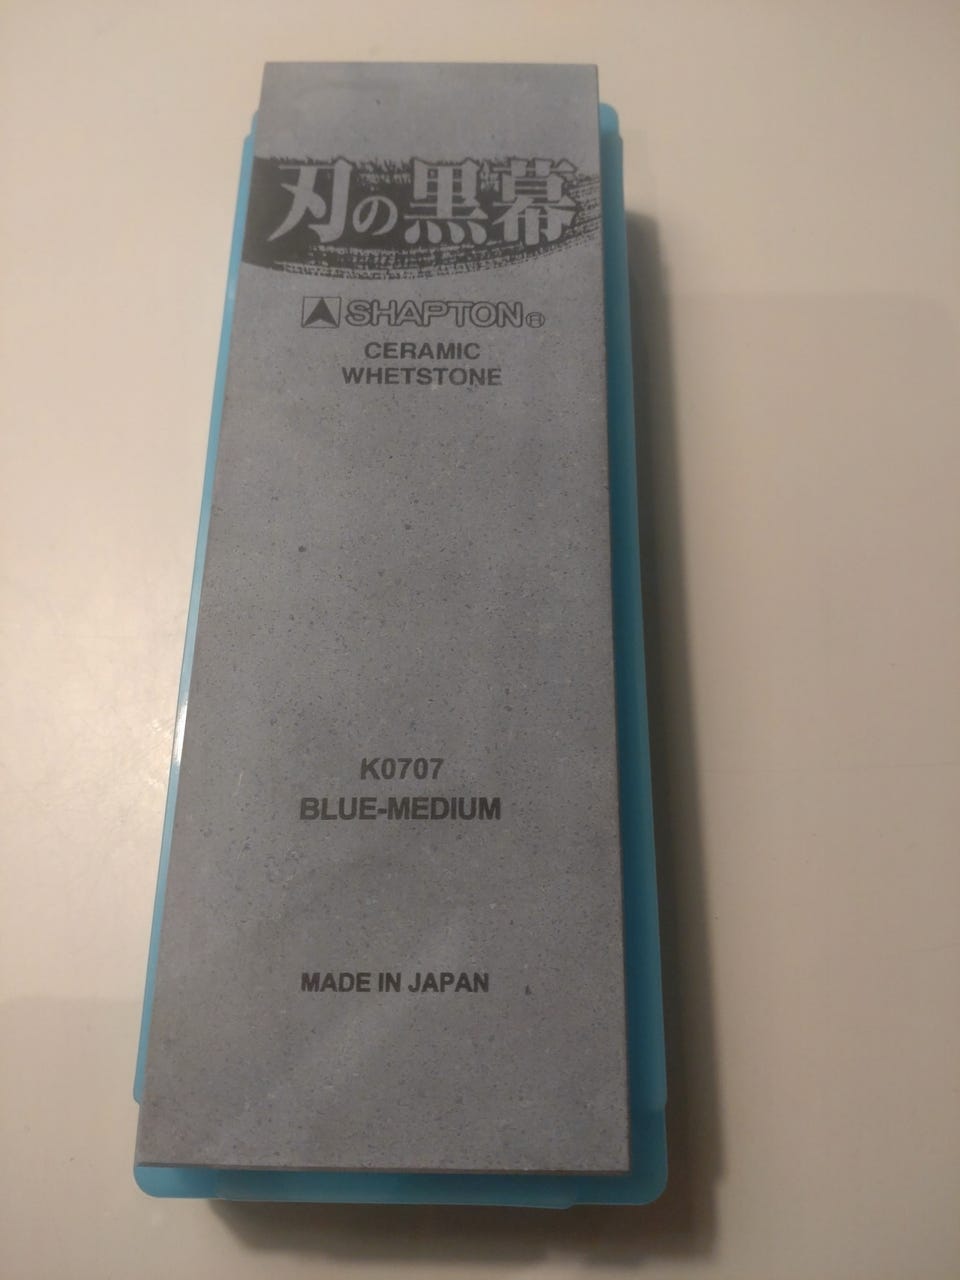 刃の黒幕
SHAPTON®
CERAMIC
WHETSTONE
K0707
BLUE-MEDIUM
MADE IN JAPAN